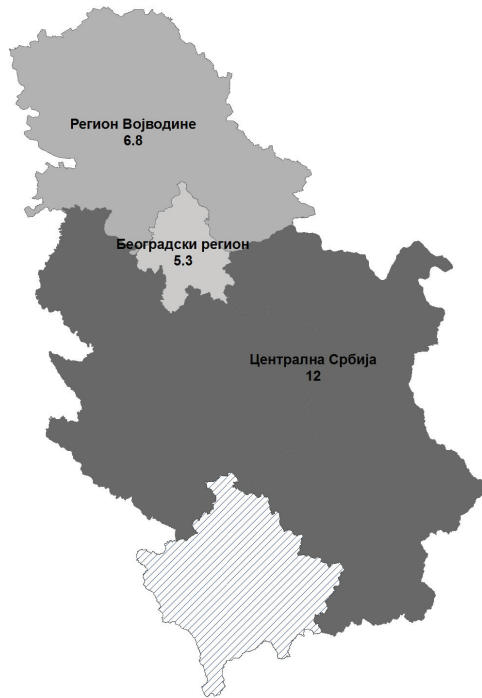 Регион Војводине
6.8
Београдски регион
5.3
Централна Србија
12